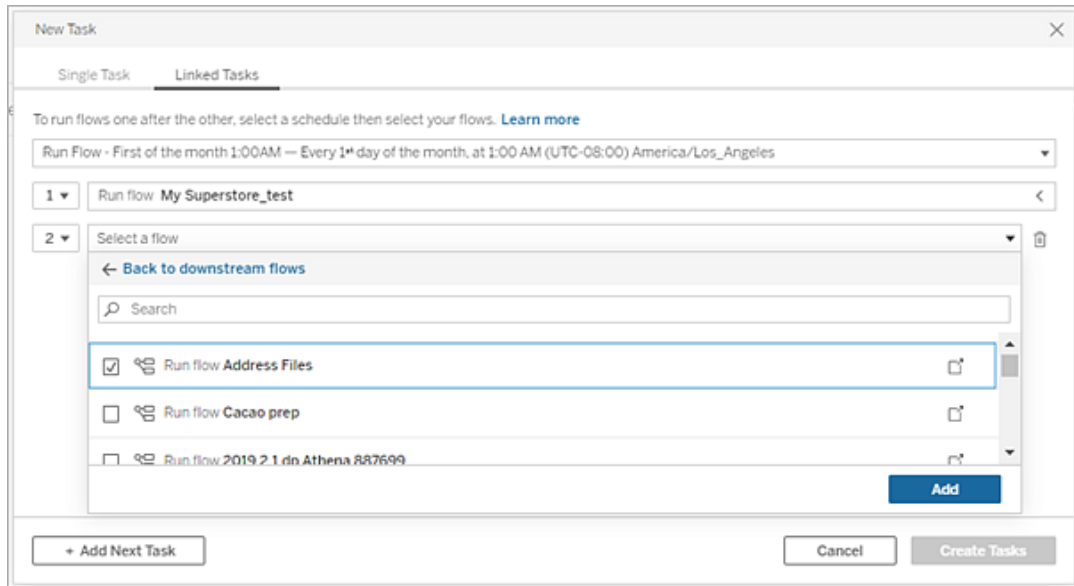 New Task
Single Task Linked Tasks
To run flows one after the other, select a schedule then select your flows. Learn more
Run Flow - First of the month 1:00AM — Every 1st day of the month, at 1:00 AM (UTC-08:00) America/Los_Angeles
1 Run flow My Superstore_test
2 Select a flow
Back to downstream flows
Search
Run flow Address Files
Run flow Cacao prep
Run flow 2019 2 1 dp Athena 887699
Add
+ Add Next Task Cancel Create Tasks